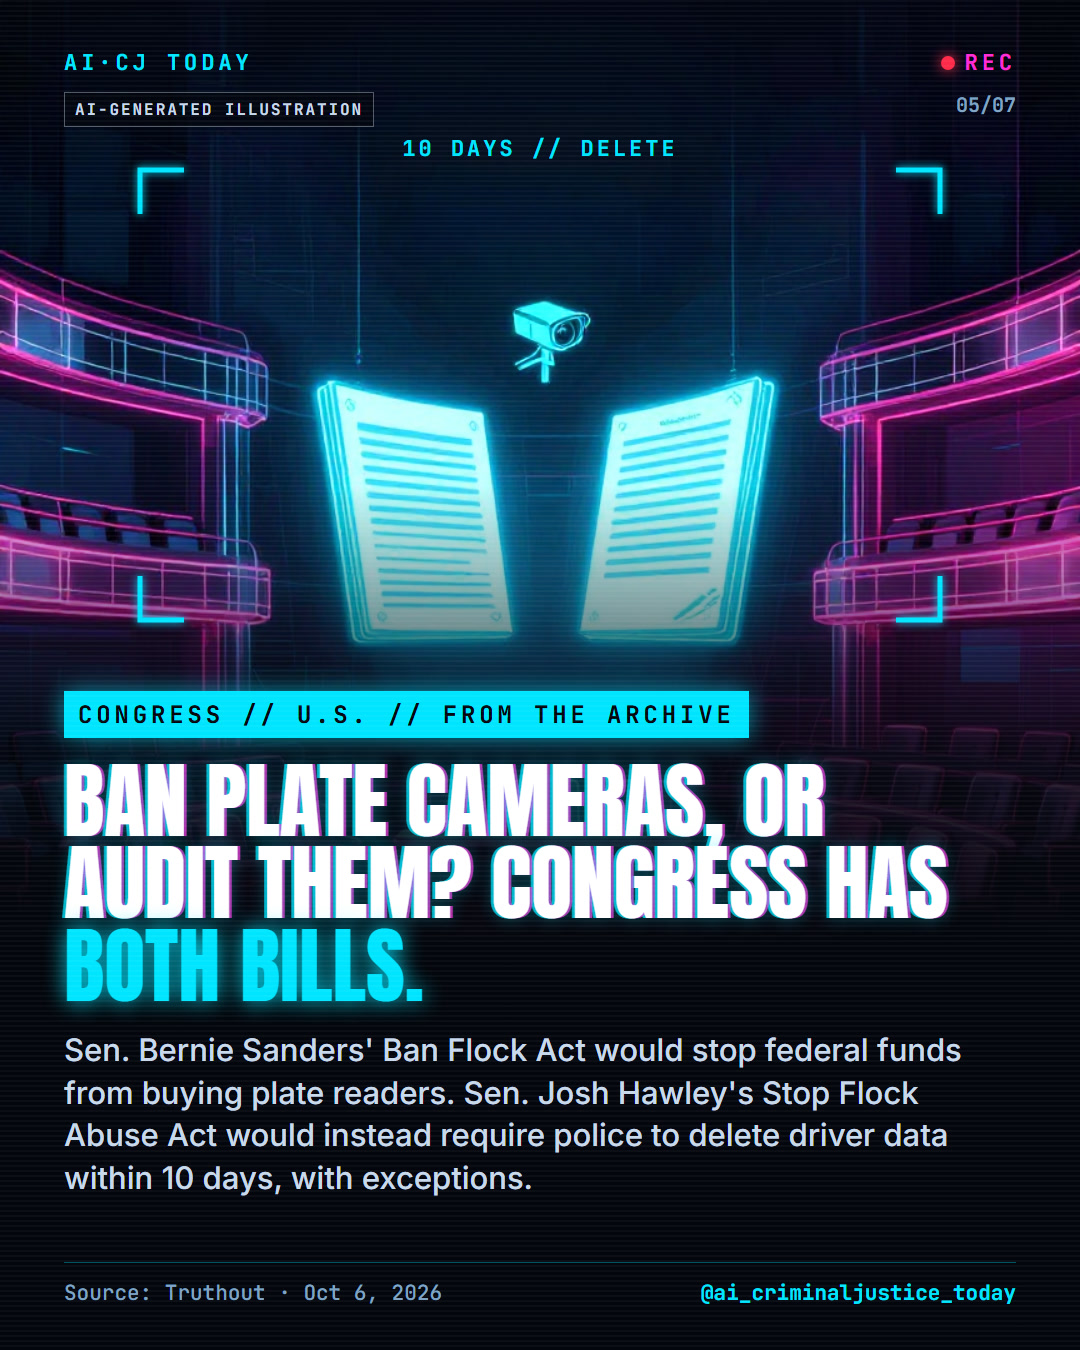 AI·CJ TODAY
REC
AI-GENERATED ILLUSTRATION
05/07
10 DAYS // DELETE
CONGRESS // U.S. // FROM THE ARCHIVE
BAN PLATE CAMERAS, OR
AUDIT THEM? CONGRESS HAS
BOTH BILLS.
Sen. Bernie Sanders' Ban Flock Act would stop federal funds
from buying plate readers. Sen. Josh Hawley's Stop Flock
Abuse Act would instead require police to delete driver data
within 10 days, with exceptions.
Source: Truthout · Oct 6, 2026
@ai_criminaljustice_today